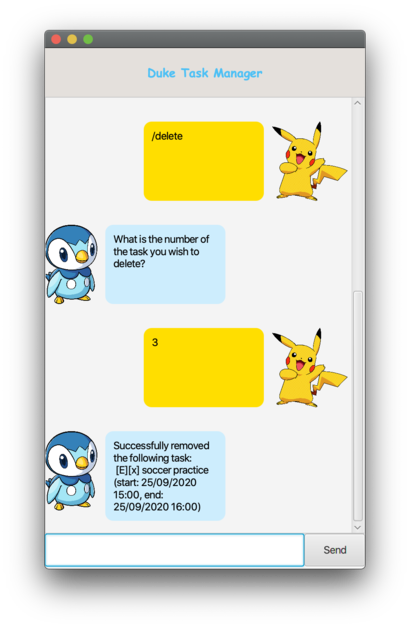 Duke Task Manager
/delete
What is the number of
the task you wish to
delete?
3
Successfully removed
the following task:
[E][x] soccer practice
(start: 25/09/2020
15:00, end:
25/09/2020 16:00)
Send